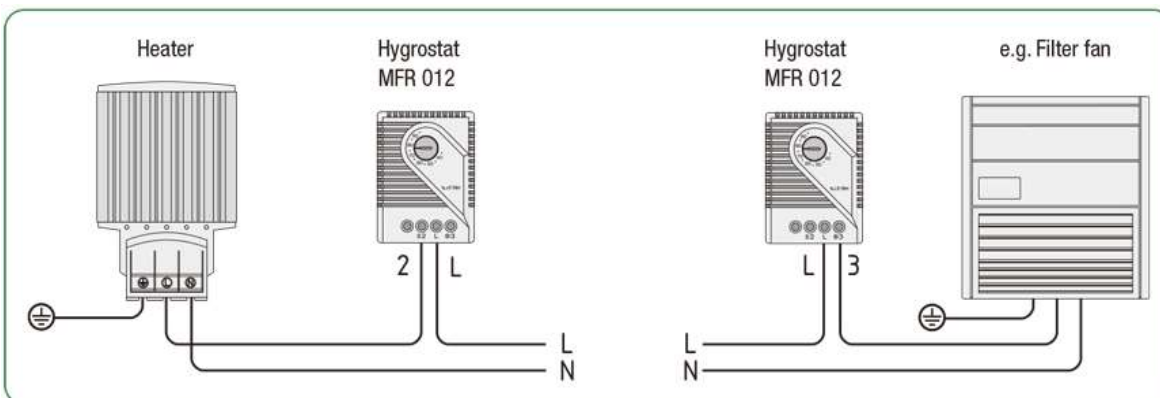 Heater
Hygrostat
MFR 012
Hygrostat
MFR 012
e.g. Filter fan
L
N
2
L
L
3
L
N
L
N